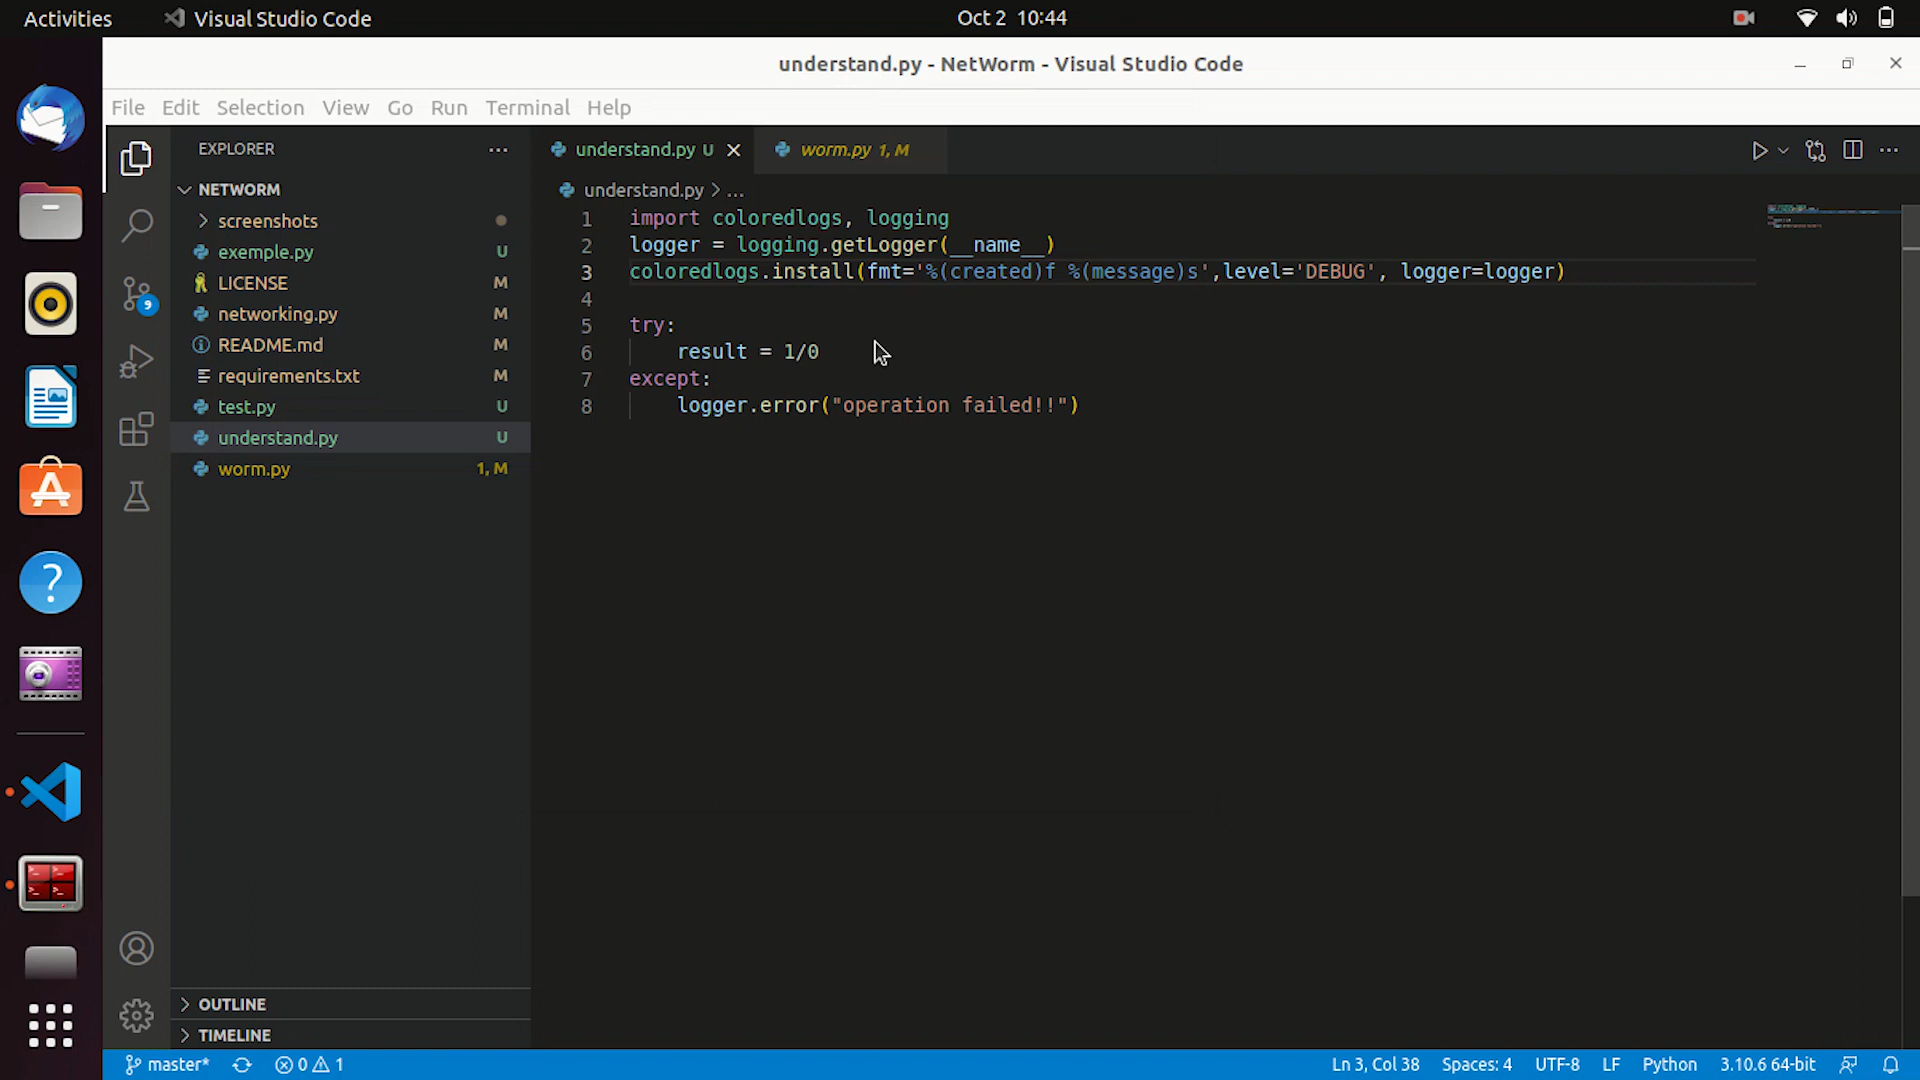 Activities Visual Studio Code Oct 2 10:44
understand.py - NetWorm - Visual Studio Code
File Edit Selection View Go Run Terminal Help
EXPLORER
NETWORM
screenshots
exemple.py U
LICENSE M
networking.py M
README.md M
requirements.txt M
test.py U
understand.py U
worm.py 1, M
9
OUTLINE
TIMELINE
understand.py U worm.py 1, M
understand.py > ...
1 import coloredlogs, logging
2 logger = logging.getLogger(__name__)
3 coloredlogs.install(fmt='%(created)f %(message)s',level='DEBUG', logger=logger)
4
5 try:
6 result = 1/0
7 except:
8 logger.error("operation failed!!")
master* 0 1 Ln 3, Col 38 Spaces: 4 UTF-8 LF Python 3.10.6 64-bit